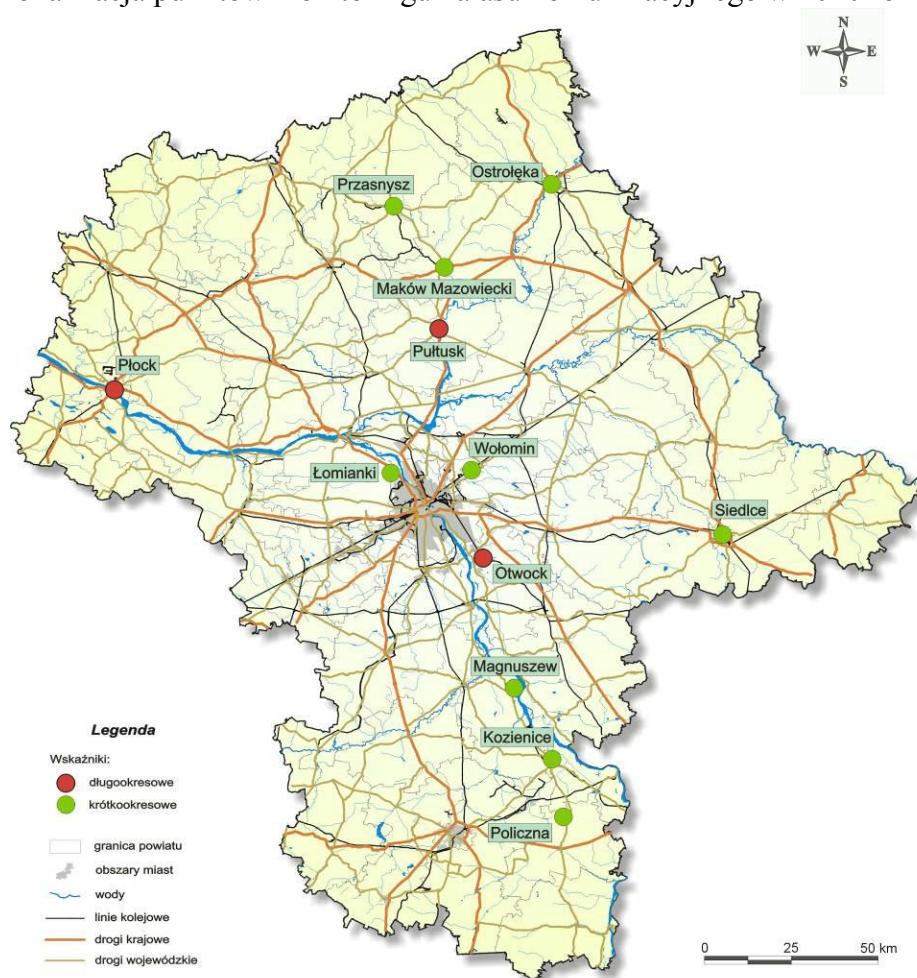 N
W E
S
Ostrołęka
Przasnysz
Maków Mazowiecki
Pułtusk
Płock
Wołomin
Łomianki
Siedlce
Otwock
Magnuszew
Kozienice
Policzna
Legenda
Wskaźniki:
długookresowe
krótkookresowe
granica powiatu
obszary miast
wody
linie kolejowe
drogi krajowe
drogi wojewódzkie
0 25 50 km